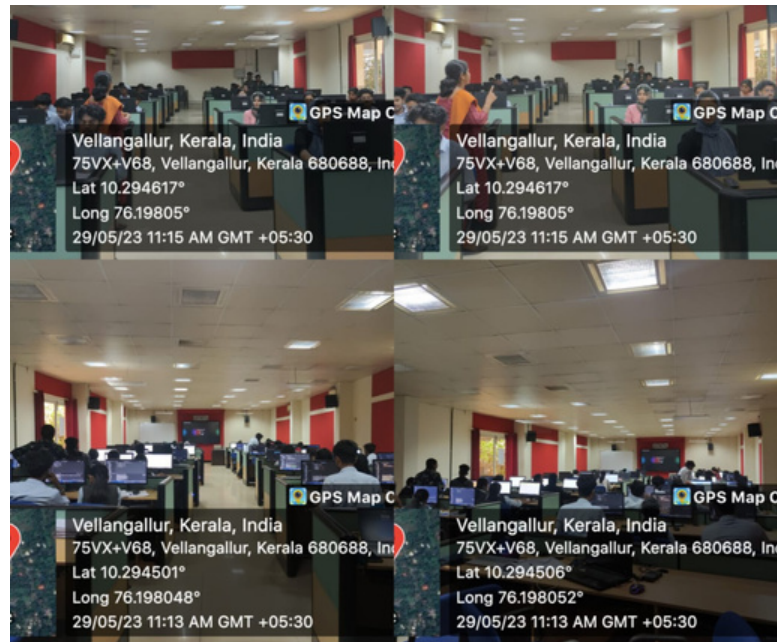 GPS Map C
Vellangallur, Kerala, India
75VX+V68, Vellangallur, Kerala 680688, In
Lat 10.294617°
Long 76.19805°
29/05/23 11:15 AM GMT +05:30
GPS Map C
Vellangallur, Kerala, India
75VX+V68, Vellangallur, Kerala 680688, Inc
Lat 10.294617°
Long 76.19805°
29/05/23 11:15 AM GMT +05:30
GPS Map C
Vellangallur, Kerala, India
75VX+V68, Vellangallur, Kerala 680688, In
Lat 10.294501°
Long 76.198048°
29/05/23 11:13 AM GMT +05:30
GPS Map C
Vellangallur, Kerala, India
75VX+V68, Vellangallur, Kerala 680688, Inc
Lat 10.294506°
Long 76.198052°
29/05/23 11:13 AM GMT +05:30